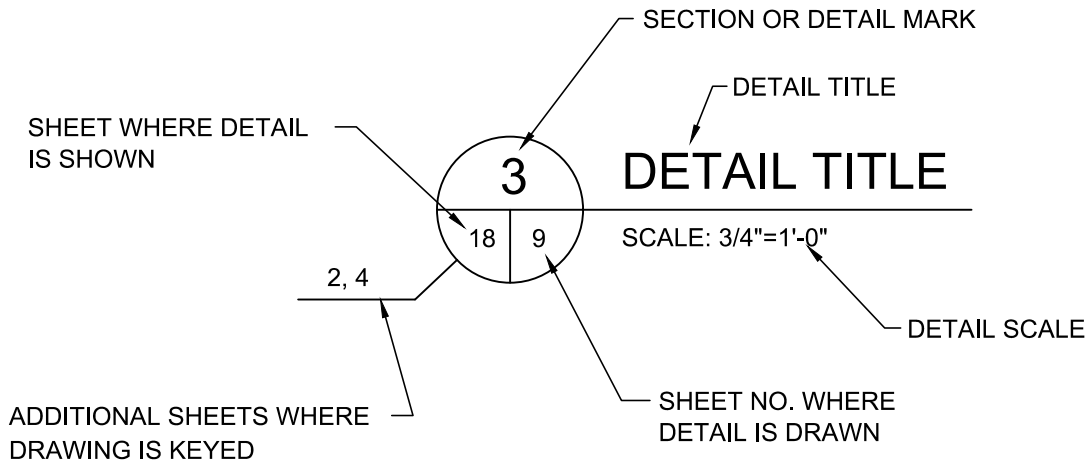 SECTION OR DETAIL MARK
DETAIL TITLE
SHEET WHERE DETAIL
IS SHOWN
3
DETAIL TITLE
18
9
SCALE: 3/4"=1'-0"
2, 4
DETAIL SCALE
ADDITIONAL SHEETS WHERE
DRAWING IS KEYED
SHEET NO. WHERE
DETAIL IS DRAWN